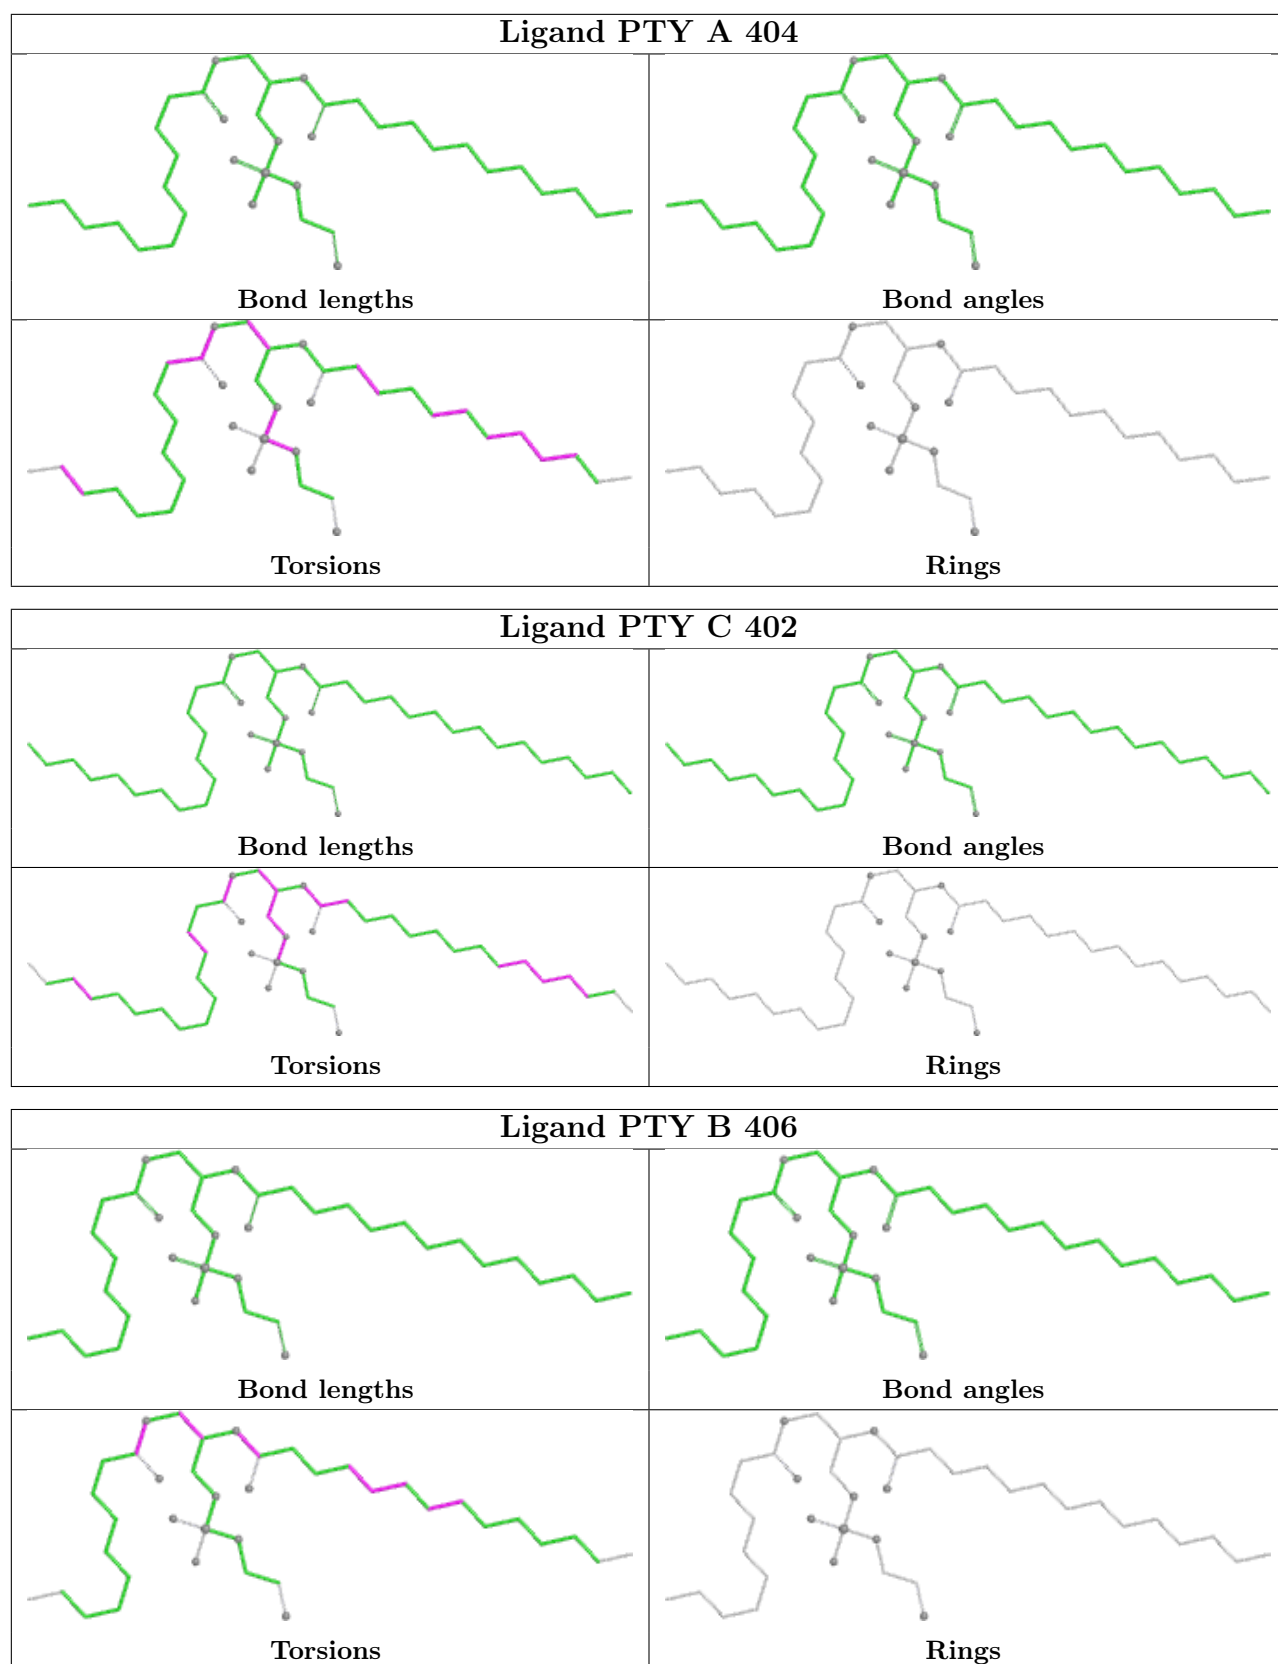 Ligand PTY A 404
Bond lengths
Bond angles
Torsions
Rings
Ligand PTY C 402
Bond lengths
Bond angles
Torsions
Rings
Ligand PTY B 406
Bond lengths
Bond angles
Torsions
Rings